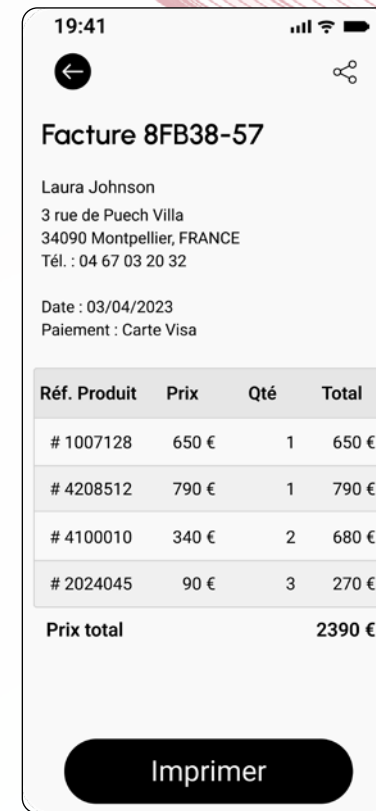 19:41
Facture 8FB38-57
Laura Johnson
3 rue de Puech Villa
34090 Montpellier, FRANCE
Tél. : 04 67 03 20 32
Date : 03/04/2023
Paiement : Carte Visa
Réf. Produit Prix Qté Total
# 1007128 650 € 1 650 €
# 4208512 790 € 1 790 €
# 4100010 340 € 2 680 €
# 2024045 90 € 3 270 €
Prix total 2390 €
Imprimer